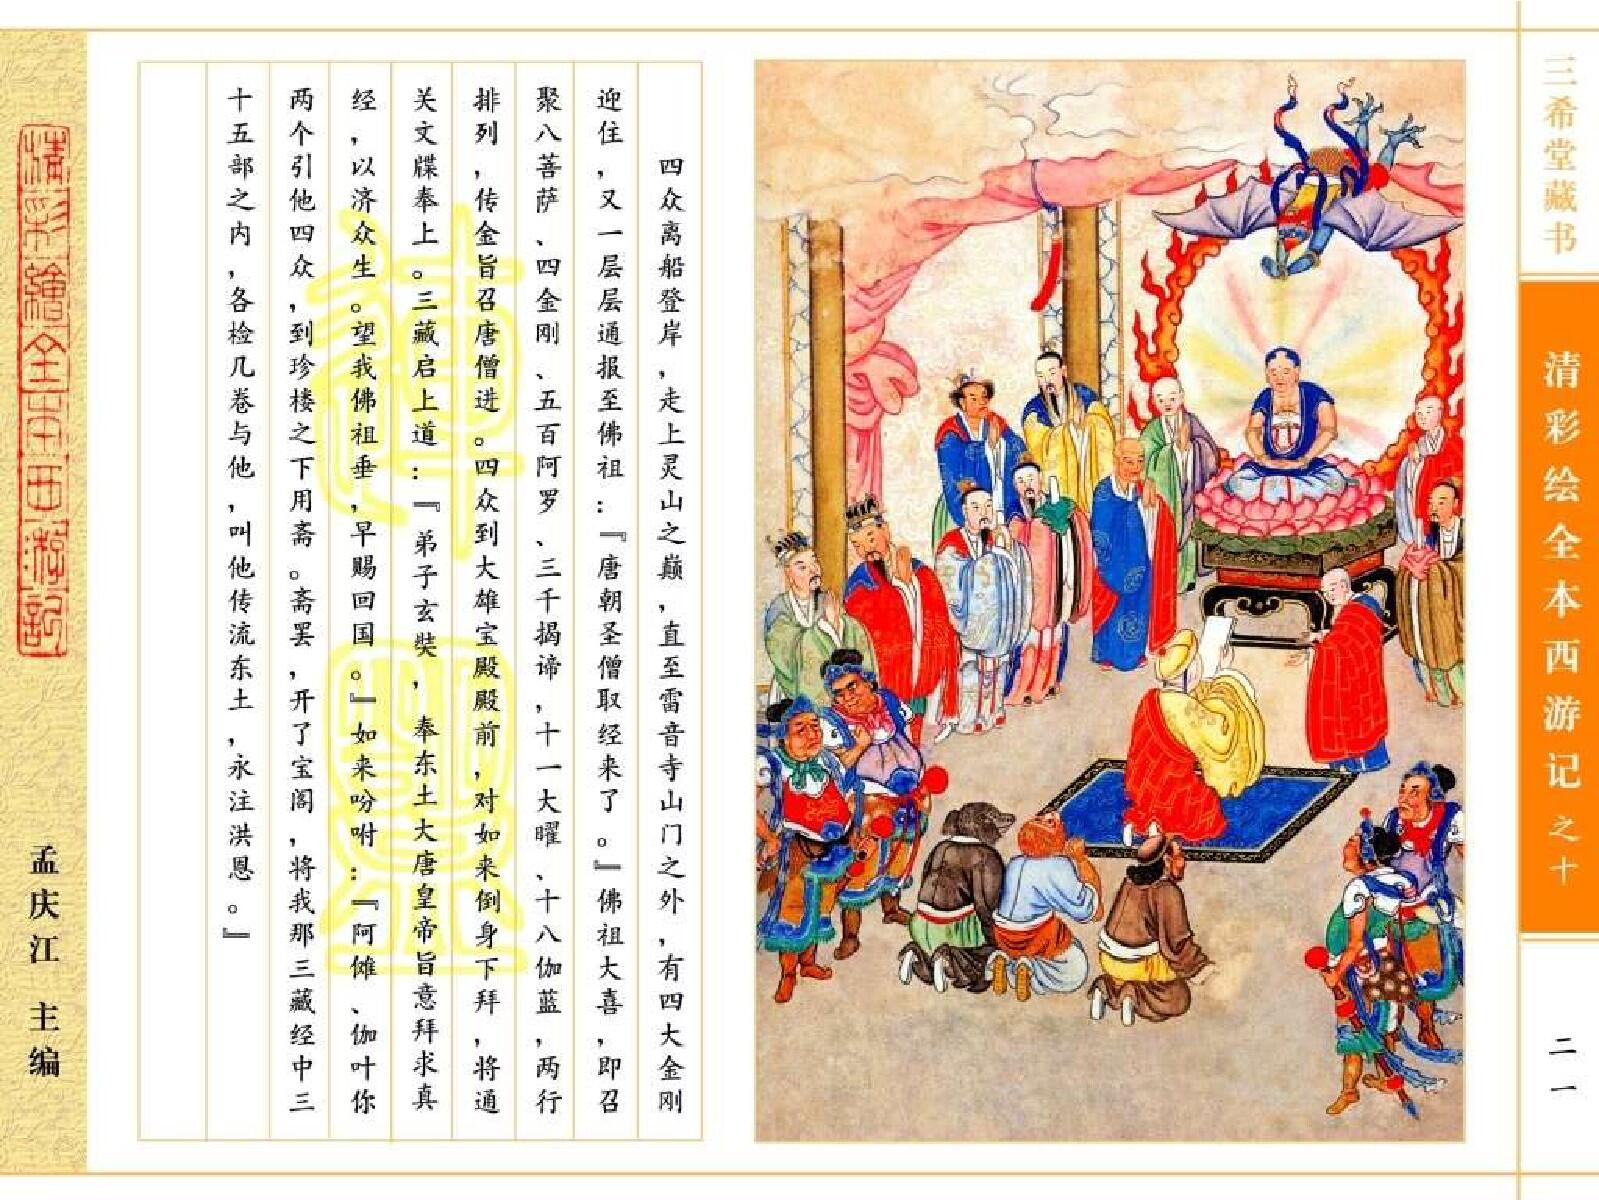 三希堂藏书
清彩绘全本西游记之十
二一
四众离船登岸，走上灵山之巅，直至雷音寺山门之外，有四大金刚
迎住，又一层层通报至佛祖：『唐朝圣僧取经来了。』佛祖大喜，即召
聚八菩萨、四金刚、五百阿罗、三千揭谛，十一大曜、十八伽蓝，两行
排列，传金旨召唐僧进。四众到大雄宝殿殿前，对如来倒身下拜，将通
关文牒奉上。三藏启上道：『弟子玄奘，奉东土大唐皇帝旨意拜求真
经，以济众生。望我佛祖垂，早赐回国。』如来吩咐：『阿傩、伽叶你
两个引他四众，到珍楼之下用斋。斋罢，开了宝阁，将我那三藏经中三
十五部之内，各检几卷与他，叫他传流东土，永注洪恩。』
清彩繪全本西游記
孟庆江 主编